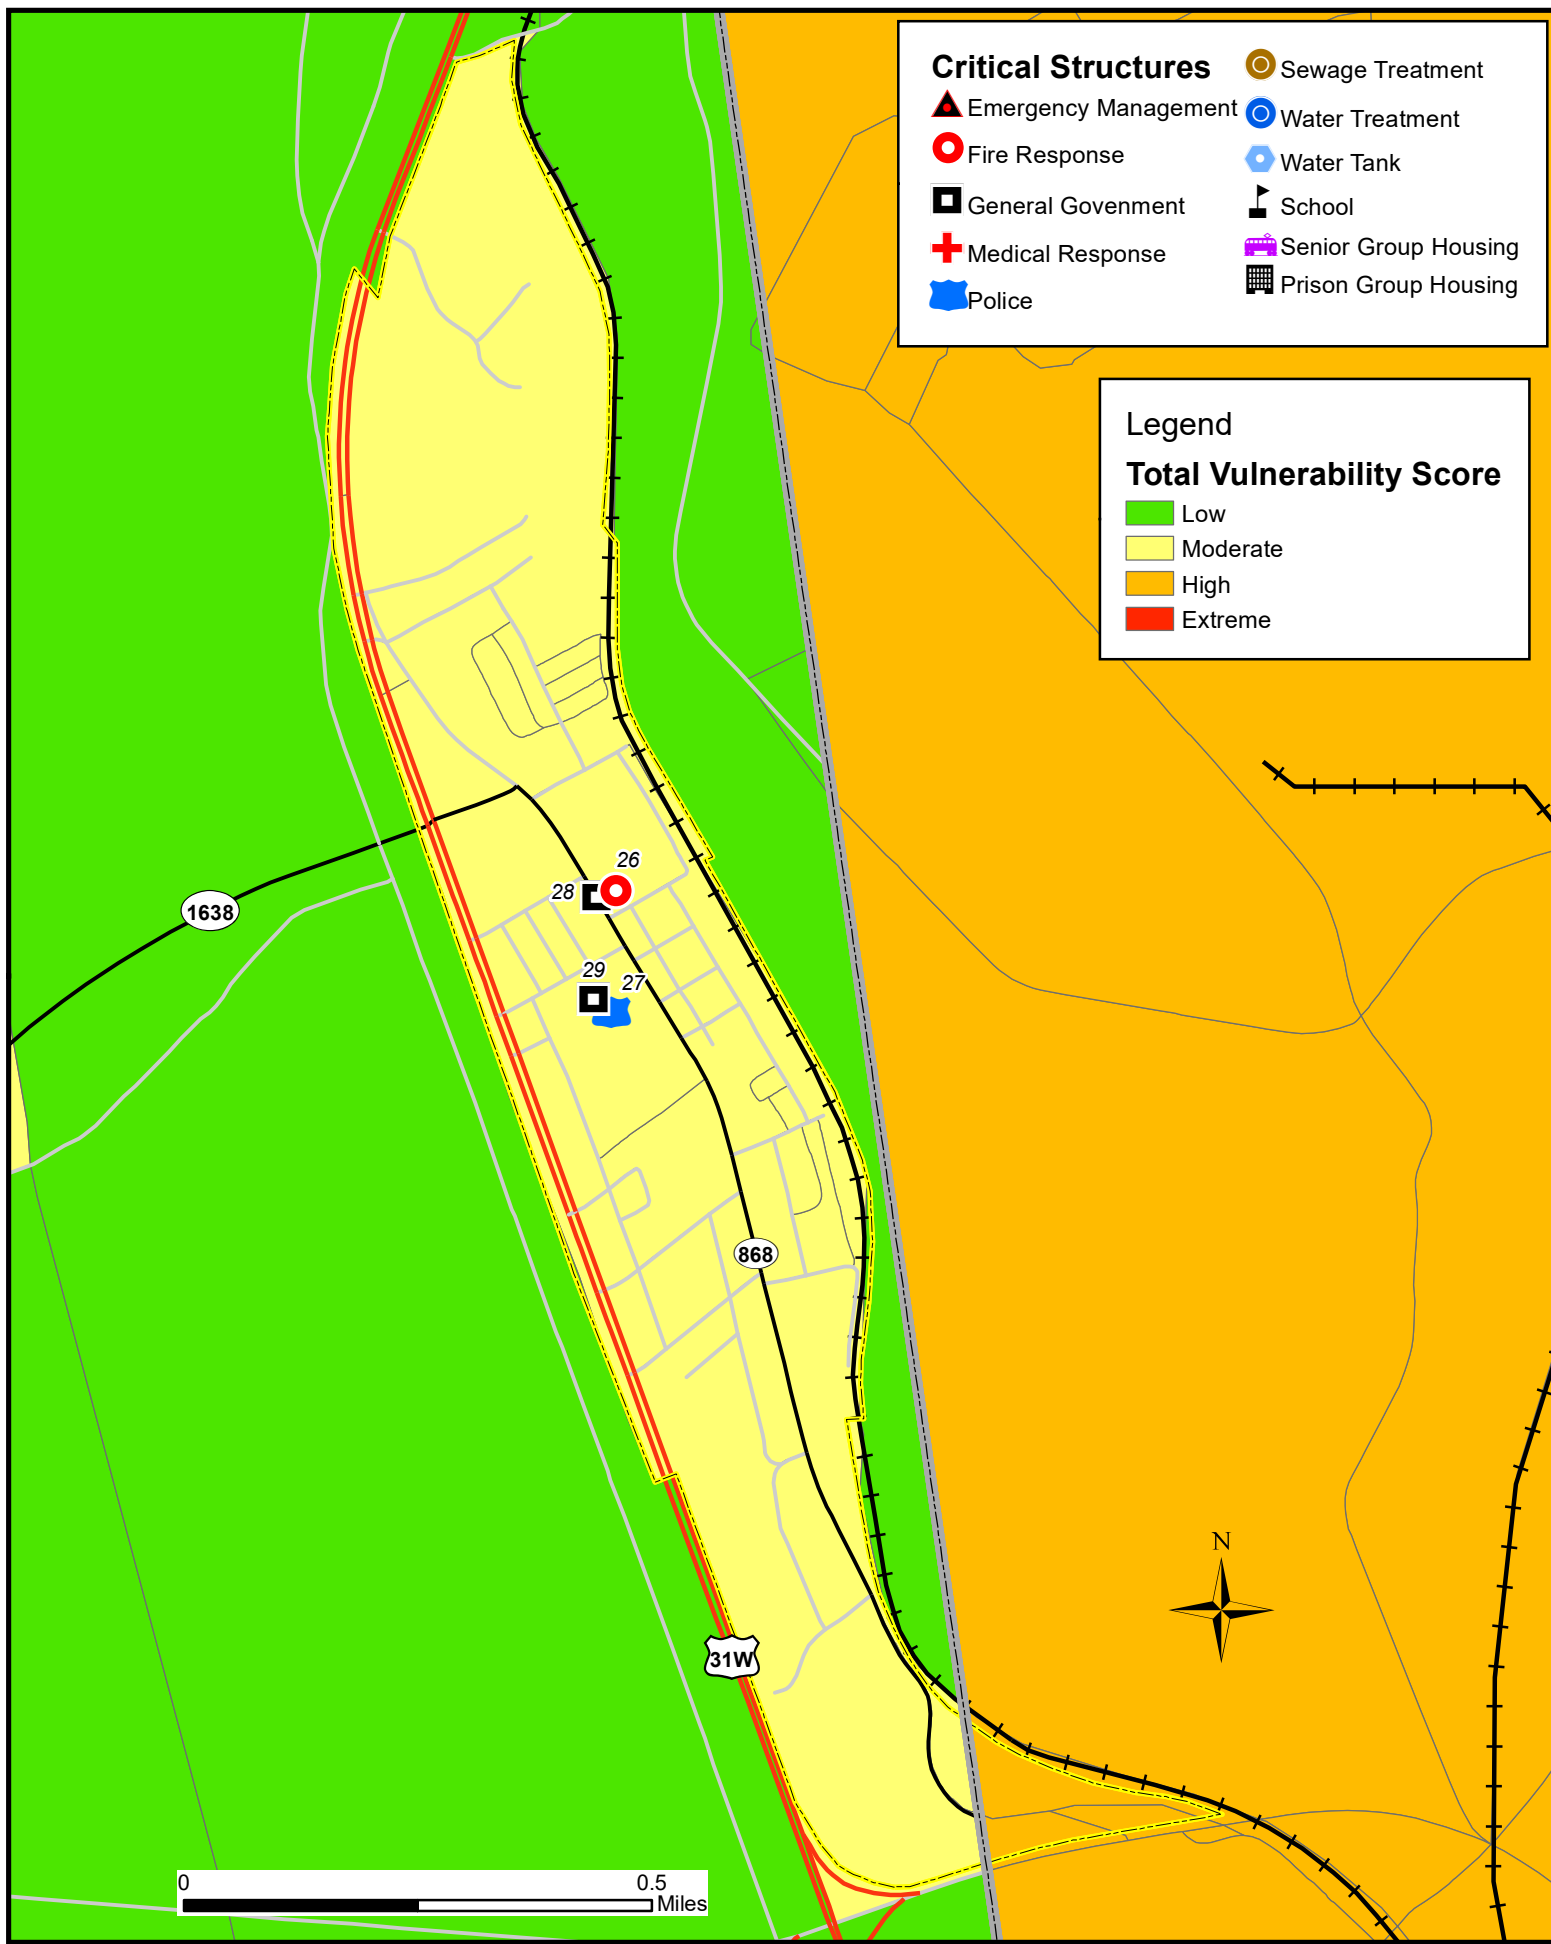 Critical Structures
Emergency Management
Fire Response
General Govenment
Medical Response
Police
Sewage Treatment
Water Treatment
Water Tank
School
Senior Group Housing
Prison Group Housing
Legend
Total Vulnerability Score
Low
Moderate
High
Extreme
26
28
1638
29
27
868
N
31W
0
0.5
Miles